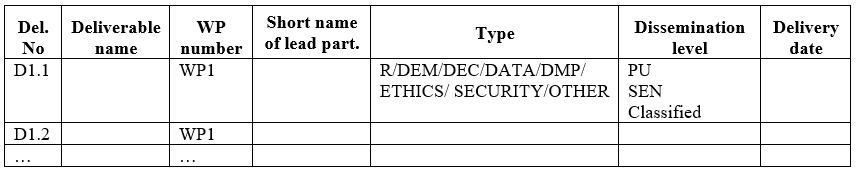 Del. No Deliverable name WP number Short name of lead part. Type Dissemination level Delivery date
D1.1 WP1 R/DEM/DEC/DATA/DMP/ PU
ETHICS/ SECURITY/OTHER SEN
Classified
D1.2 WP1
… …